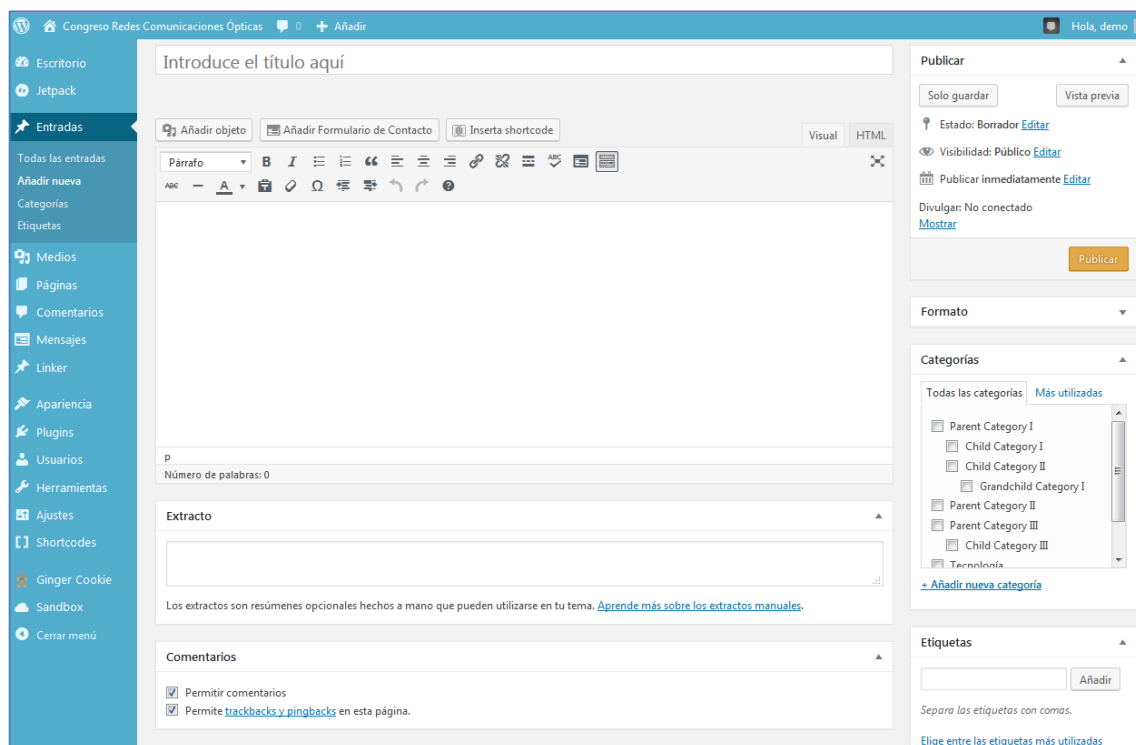 Congreso Redes Comunicaciones Ópticas 0 + Añadir Hola, demo
Escritorio
Jetpack
Entradas
Todas las entradas
Añadir nueva
Categorías
Etiquetas
Medios
Páginas
Comentarios
Mensajes
Linker
Apariencia
Plugins
Usuarios
Herramientas
Ajustes
Shortcodes
Ginger Cookie
Sandbox
Cerrar menú
Introduce el título aquí
Añadir objeto Añadir Formulario de Contacto Inserta shortcode Visual HTML
Párrafo B I ABC
ABC A Ω
p
Número de palabras: 0
Extracto
Los extractos son resúmenes opcionales hechos a mano que pueden utilizarse en tu tema. Aprende más sobre los extractos manuales.
Comentarios
Permitir comentarios
Permite trackbacks y pingbacks en esta página.
Publicar
Solo guardar Vista previa
Estado: Borrador Editar
Visibilidad: Público Editar
Publicar inmediatamente Editar
Divulgar: No conectado
Mostrar
Publicar
Formato
Categorías
Todas las categorías Más utilizadas
Parent Category I
Child Category I
Child Category II
Grandchild Category I
Parent Category II
Parent Category III
Child Category III
Tecnología
+ Añadir nueva categoría
Etiquetas
Añadir
Separa las etiquetas con comas.
Elige entre las etiquetas más utilizadas